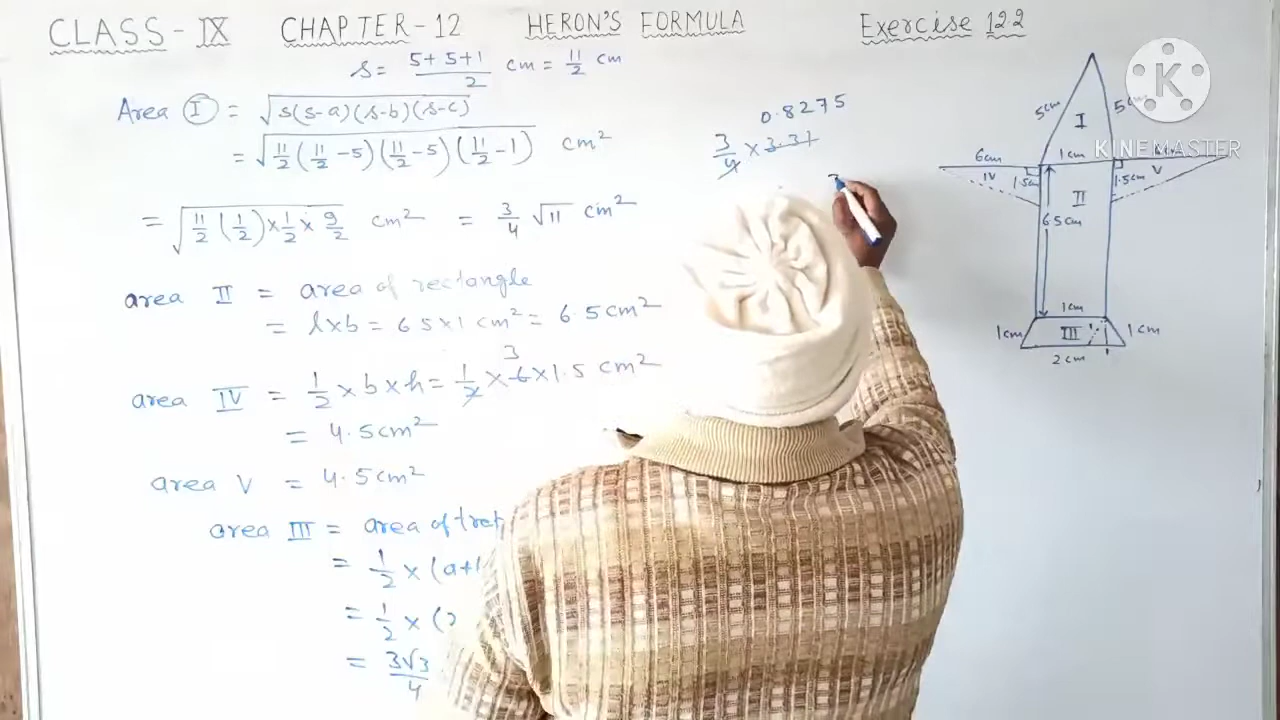 CLASS-IX CHAPTER-12 HERON'S FORMULA Exercise 12.2
s = 5+5+1/2 cm = 11/2 cm
Area I = √s(s-a)(s-b)(s-c)
= √11/2(11/2-5)(11/2-5)(11/2-1) cm²
= √11/2(1/2)×1/2×9/2 cm² = 3/4 √11 cm²
area II = area of rectangle
= l×b = 6.5×1 cm² = 6.5 cm²
area IV = 1/2×b×h = 1/2×6×1.5 cm²
3
= 4.5cm²
area V = 4.5cm²
area III = area of trap
= 1/2 × (a+
= 1/2 × (2
= 3√3/4
0.8275
3/4 × 3.31
K
KINEMASTER
5cm
I
5cm
1cm
6cm
IV
1.5cm
1.5cm
V
II
6.5cm
1cm
1cm
III
1cm
2cm